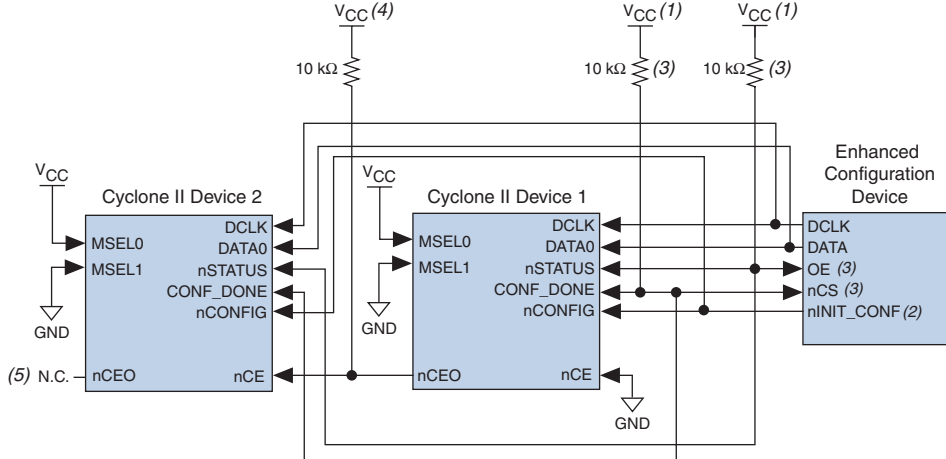 VCC (4)
VCC (1)
VCC (1)
10 kΩ
10 kΩ (3)
10 kΩ (3)
Enhanced
Configuration
Device
VCC
Cyclone II Device 2
VCC
Cyclone II Device 1
MSEL0
MSEL1
DCLK
DATA0
nSTATUS
CONF_DONE
nCONFIG
GND
(5) N.C.
nCEO
nCE
MSEL0
MSEL1
DCLK
DATA0
nSTATUS
CONF_DONE
nCONFIG
GND
nCEO
nCE
GND
DCLK
DATA
OE (3)
nCS (3)
nINIT_CONF (2)